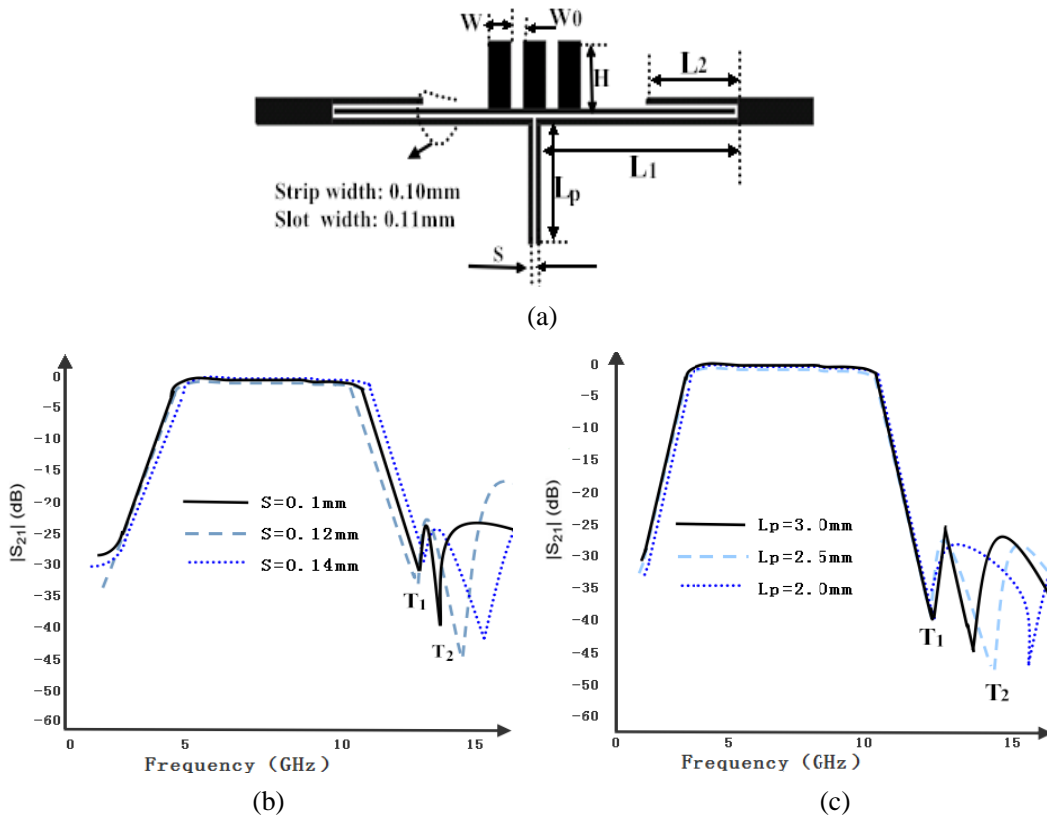 W
W0
H
L2
L1
Lp
S
Strip width: 0.10mm
Slot width: 0.11mm
(a)
|S21| (dB)
0
-5
-10
-15
-20
-25
-30
-35
-40
-45
-50
-60
S=0.1mm
S=0.12mm
S=0.14mm
T1
T2
0
5
10
15
Frequency (GHz)
(b)
|S21| (dB)
0
-5
-10
-15
-20
-25
-30
-35
-40
-45
-50
-60
Lp=3.0mm
Lp=2.5mm
Lp=2.0mm
T1
T2
0
5
10
15
Frequency (GHz)
(c)